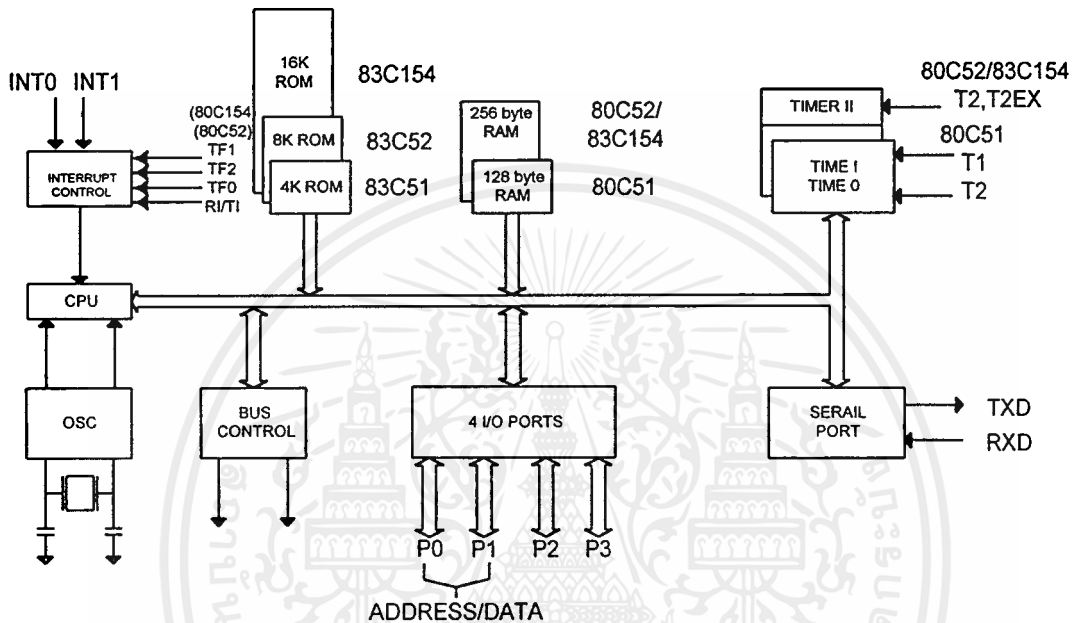 INT0 INT1
16K
ROM
83C154
(80C154)
(80C52)
TF1
TF2
TF0
RI/TI
INTERRUPT
CONTROL
8K ROM
83C52
4K ROM
83C51
256 byte
RAM
80C52/
83C154
128 byte
RAM
80C51
80C52/83C154
TIMER II
T2,T2EX
80C51
TIME I
TIME 0
T1
T2
CPU
OSC
BUS
CONTROL
4 I/O PORTS
SERAIL
PORT
TXD
RXD
P0 P1 P2 P3
ADDRESS/DATA